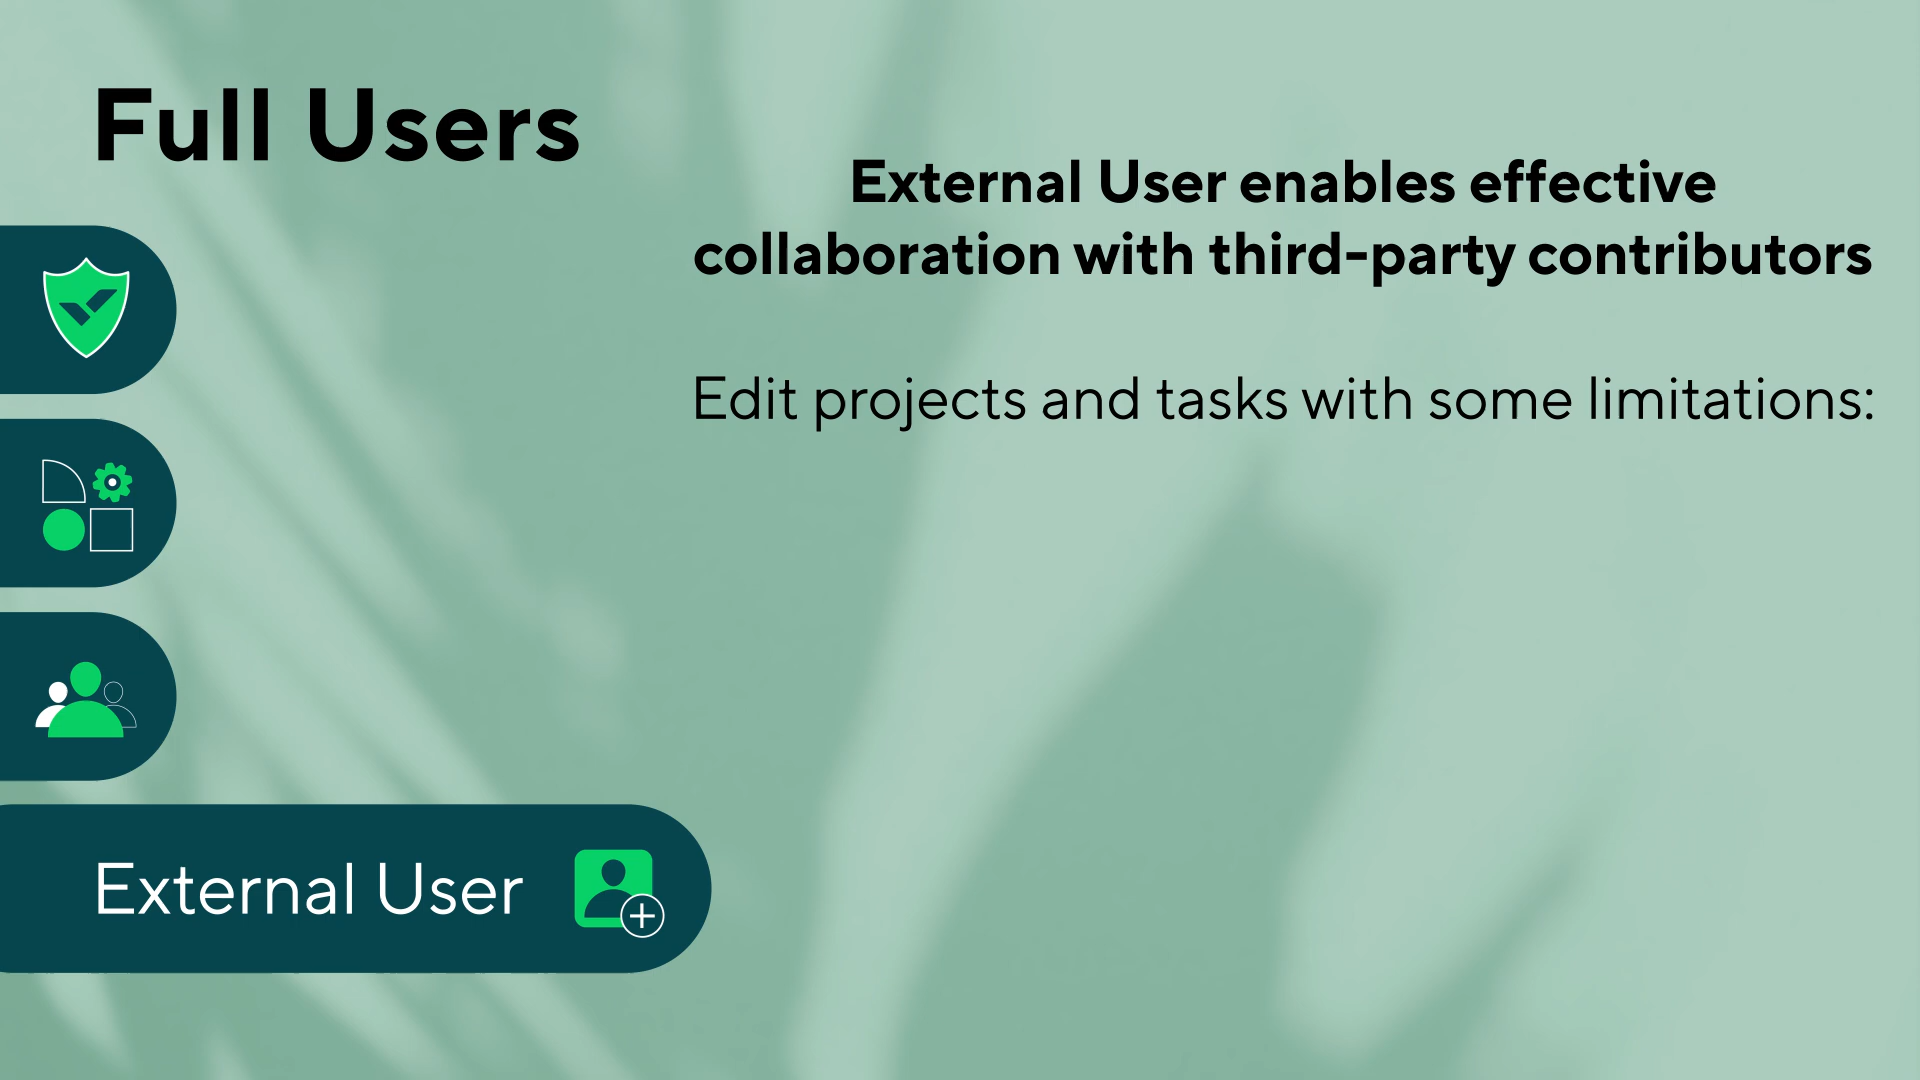 Full Users
External User enables effective
collaboration with third-party contributors
Edit projects and tasks with some limitations:
External User